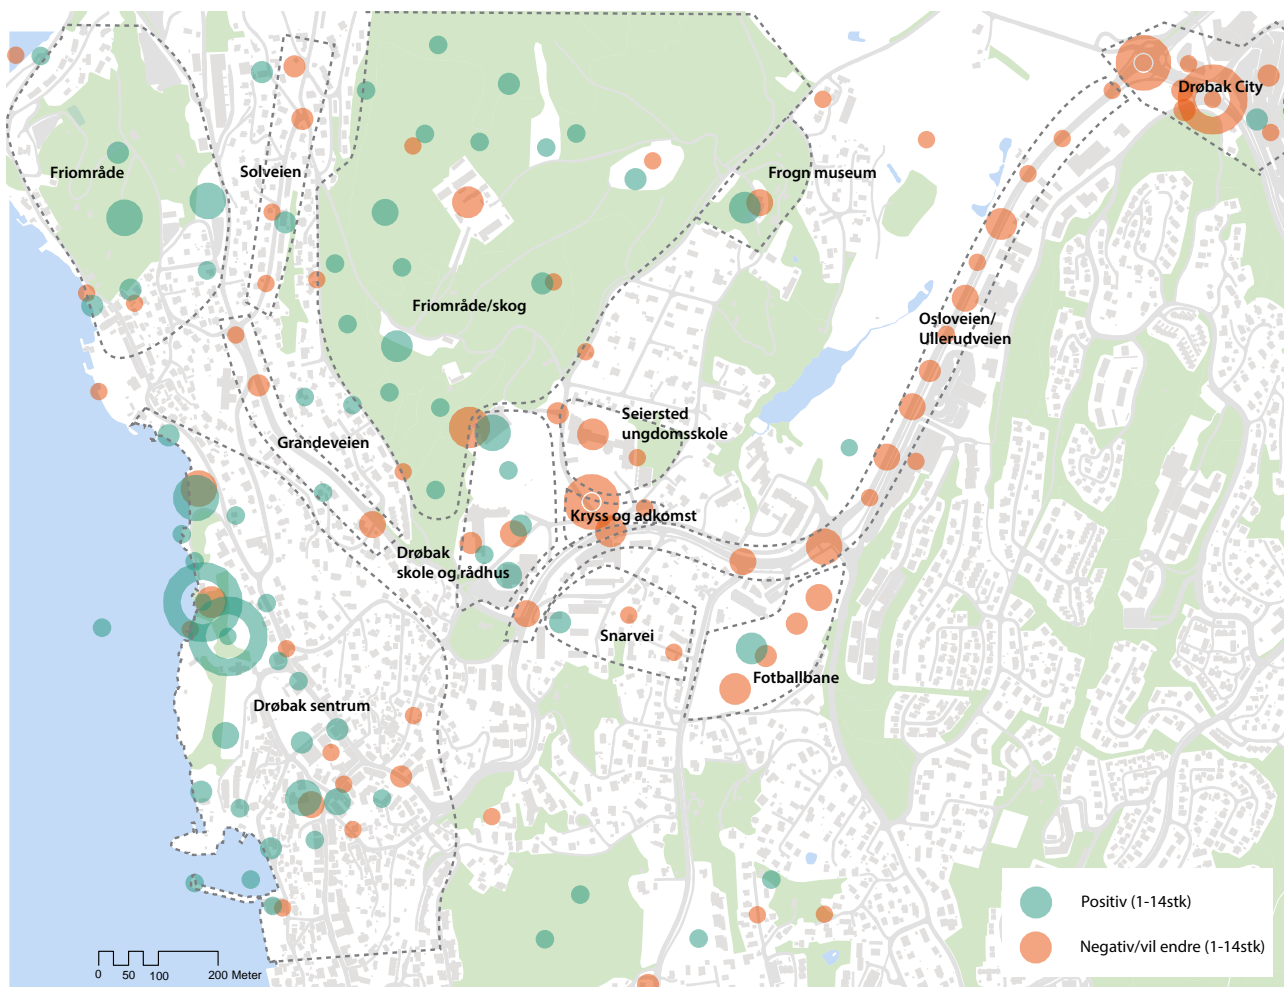 Drøbak City
Friområde
Solveien
Frogn museum
Friområde/skog
Osloveien/
Ullerudveien
Seiersted
ungdomsskole
Grandeveien
Kryss og adkomst
Drøbak
skole og rådhus
Snarvei
Fotballbane
Drøbak sentrum
Positiv (1-14stk)
Negativ/vil endre (1-14stk)
0 50 100 200 Meter